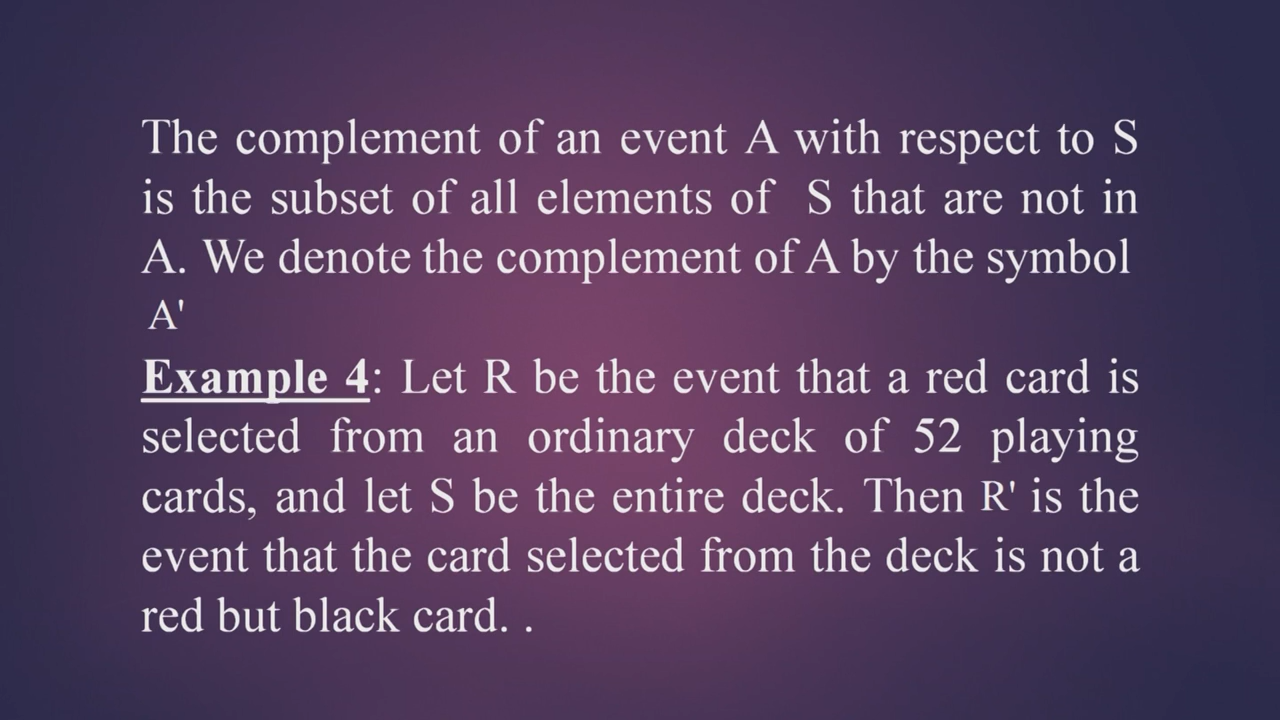 The complement of an event A with respect to S
is the subset of all elements of S that are not in
A. We denote the complement of A by the symbol
A'
Example 4: Let R be the event that a red card is
selected from an ordinary deck of 52 playing
cards, and let S be the entire deck. Then R' is the
event that the card selected from the deck is not a
red but black card. .